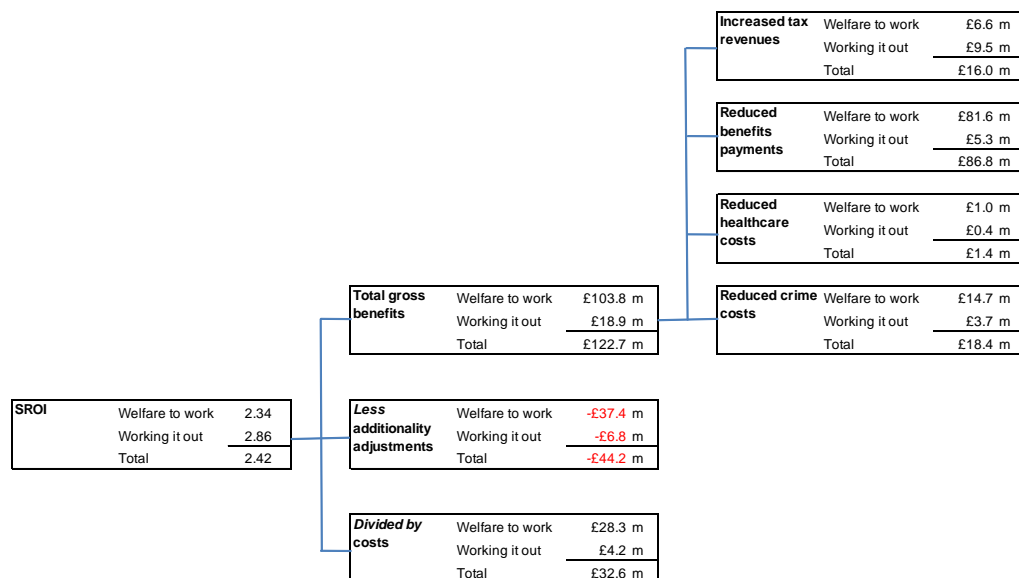 Increased tax revenues
Welfare to work £6.6 m
Working it out £9.5 m
Total £16.0 m
Reduced benefits payments
Welfare to work £81.6 m
Working it out £5.3 m
Total £86.8 m
Reduced healthcare costs
Welfare to work £1.0 m
Working it out £0.4 m
Total £1.4 m
Total gross benefits
Welfare to work £103.8 m
Working it out £18.9 m
Total £122.7 m
Reduced crime costs
Welfare to work £14.7 m
Working it out £3.7 m
Total £18.4 m
SROI
Welfare to work 2.34
Working it out 2.86
Total 2.42
Less additionality adjustments
Welfare to work -£37.4 m
Working it out -£6.8 m
Total -£44.2 m
Divided by costs
Welfare to work £28.3 m
Working it out £4.2 m
Total £32.6 m